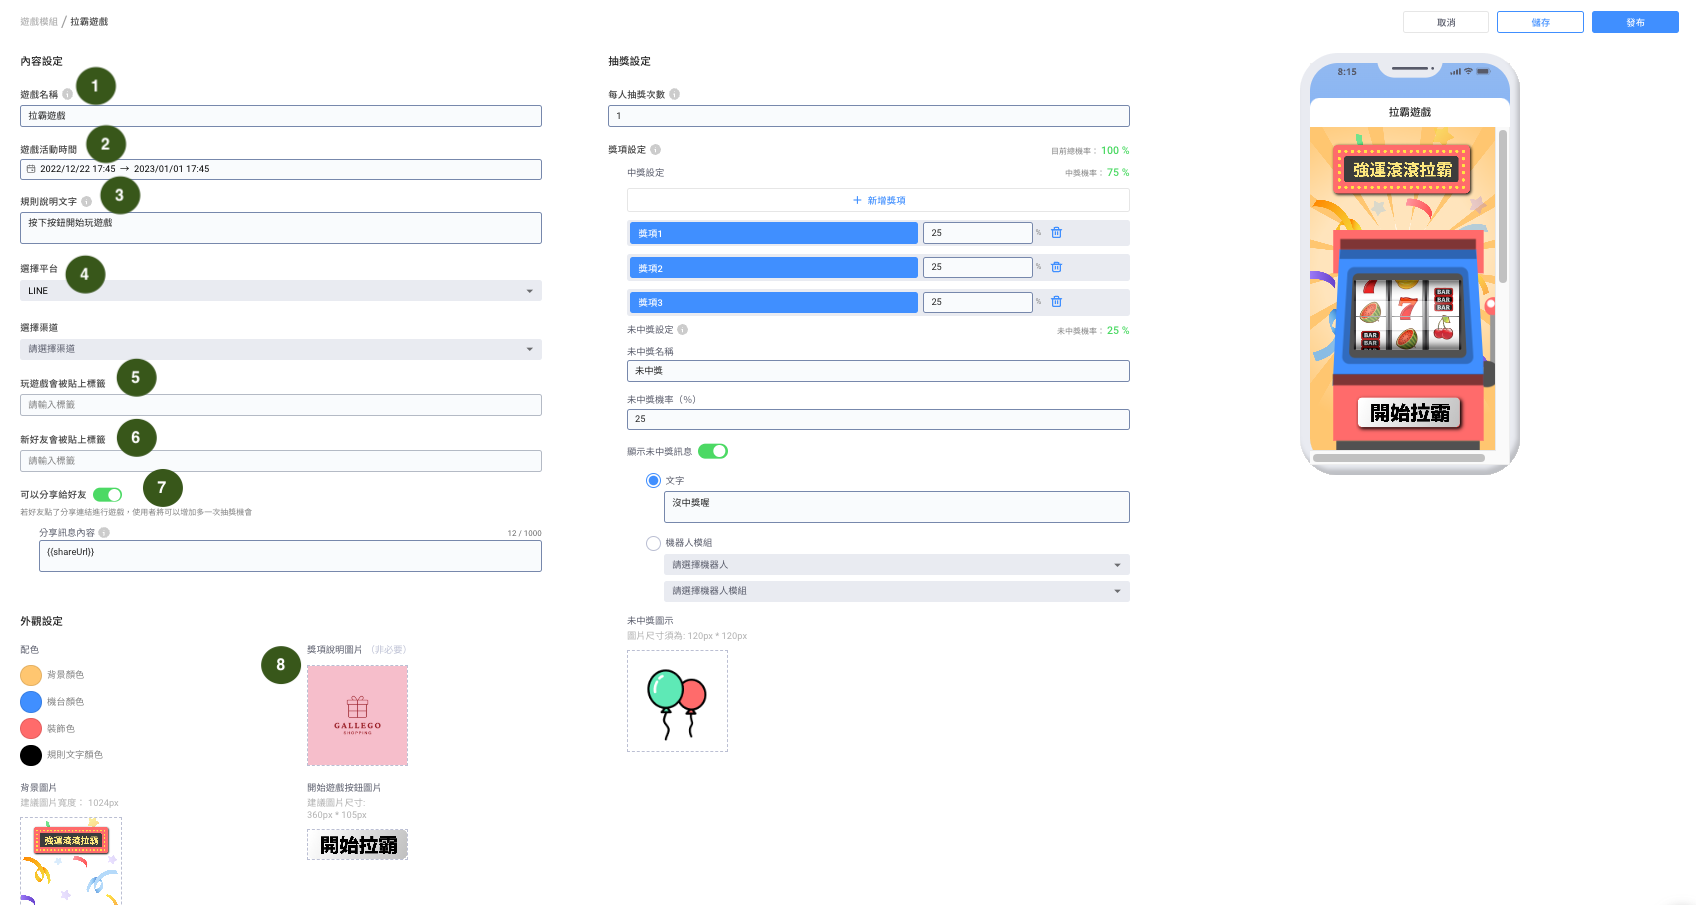 遊戲模組 / 拉霸遊戲
取消
儲存
發布
內容設定
1
遊戲名稱
拉霸遊戲
2
遊戲活動時間
2022/12/22 17:45 → 2023/01/01 17:45
3
規則說明文字
按下按鈕開始玩遊戲
4
選擇平台
LINE
選擇渠道
請選擇渠道
5
玩遊戲會被貼上標籤
請輸入標籤
6
新好友會被貼上標籤
請輸入標籤
7
可以分享給好友
若好友點了分享連結進行遊戲，使用者將可以增加多一次抽獎機會
分享訊息內容
12 / 1000
{{shareUrl}}
外觀設定
配色
背景顏色
機台顏色
裝飾色
規則文字顏色
背景圖片
建議圖片寬度： 1024px
強運滾滾拉霸
8
獎項說明圖片 （非必要）
GALLEGO
SHOPPING
開始遊戲按鈕圖片
建議圖片尺寸:
360px * 105px
開始拉霸
抽獎設定
每人抽獎次數
1
獎項設定
目前總機率： 100 %
中獎設定
中獎機率： 75 %
+ 新增獎項
獎項1
25
%
獎項2
25
%
獎項3
25
%
未中獎設定
未中獎機率： 25 %
未中獎名稱
未中獎
未中獎機率（%）
25
顯示未中獎訊息
文字
沒中獎喔
機器人模組
請選擇機器人
請選擇機器人模組
未中獎圖示
圖片尺寸須為: 120px * 120px
8:15
拉霸遊戲
強運滾滾拉霸
7
BAR
BAR
BAR
7
BAR
BAR
開始拉霸